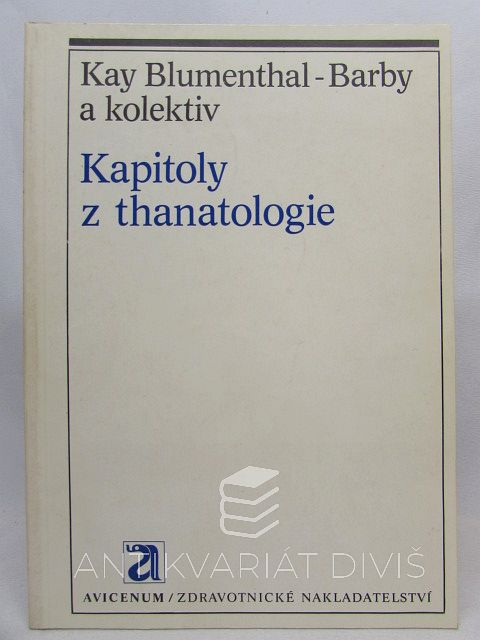 Kay Blumenthal-Barby
a kolektiv
Kapitoly
z thanatologie
ANTIKVARIÁT DIVIŠ
AVICENUM/ZDRAVOTNICKÉ NAKLADATELSTVÍ